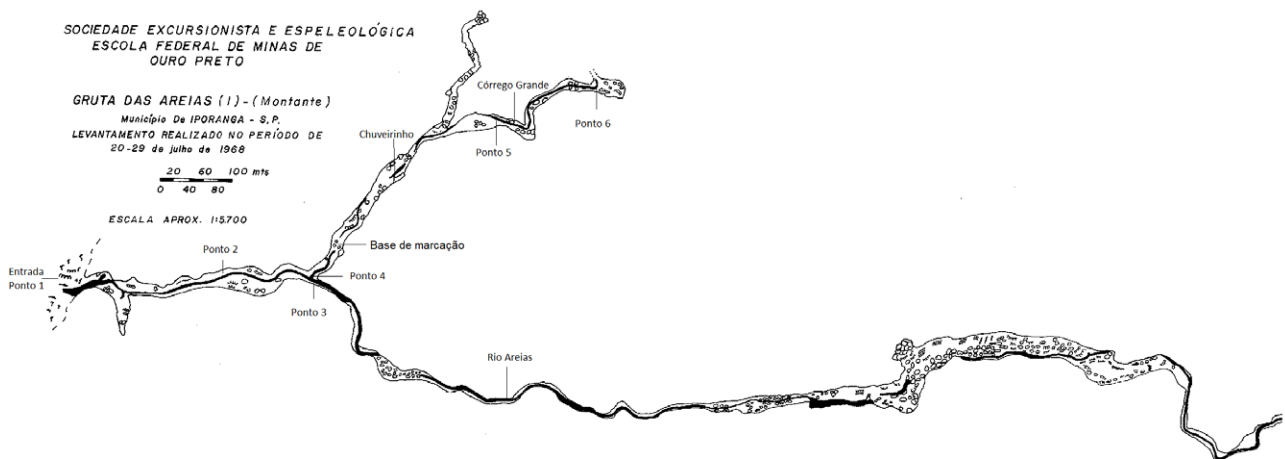 SOCIEDADE EXCURSIONISTA E ESPELEOLÓGICA
ESCOLA FEDERAL DE MINAS DE
OURO PRETO
GRUTA DAS AREIAS (I) - (Montante)
Município De IPORANGA - S.P.
LEVANTAMENTO REALIZADO NO PERÍODO DE
20-29 de julho de 1968
20 60 100 mts
0 40 80
ESCALA APROX. 1:5.700
Córrego Grande
Ponto 6
Chuveirinho
Ponto 5
Base de marcação
Ponto 2
Ponto 4
Entrada
Ponto 1
Ponto 3
Rio Areias